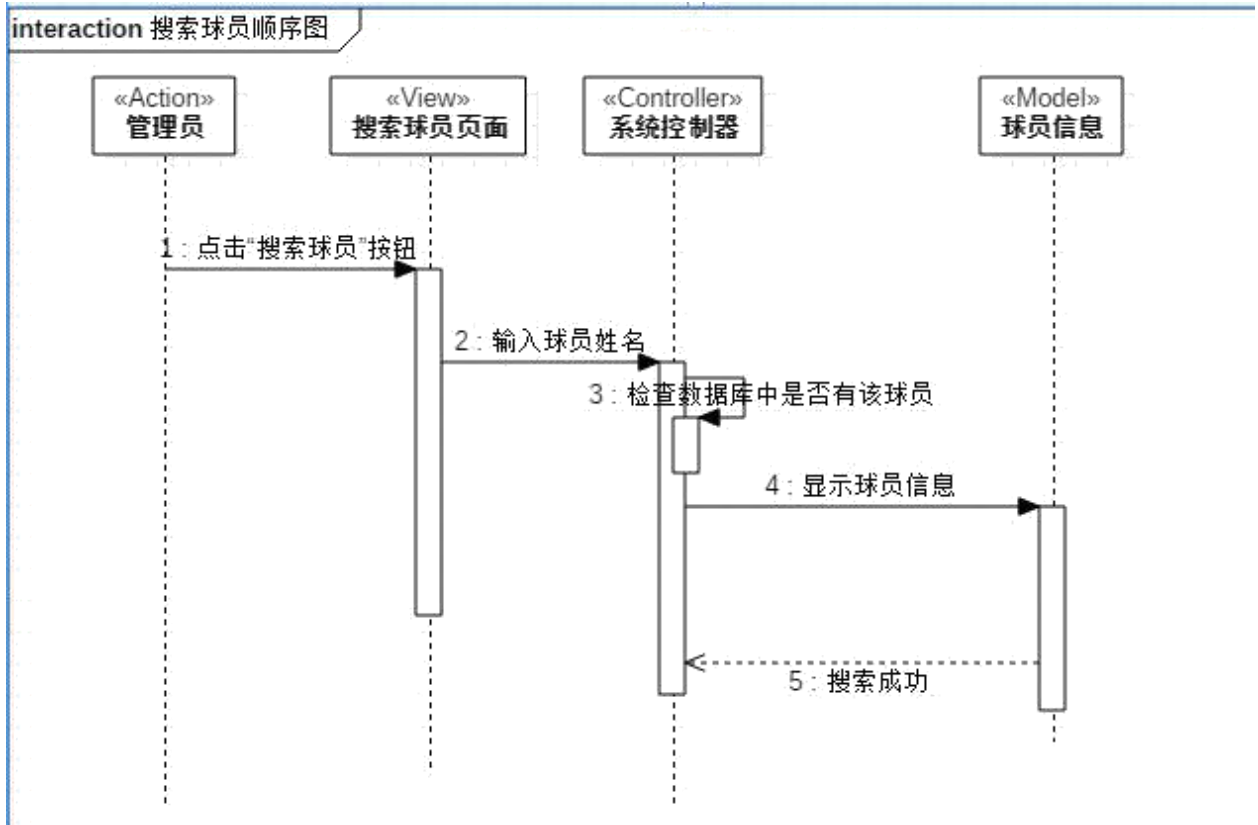 interaction 搜索球员顺序图
«Action»
管理员
«View»
搜索球员页面
«Controller»
系统控制器
«Model»
球员信息
1 : 点击“搜索球员”按钮
2 : 输入球员姓名
3 : 检查数据库中是否有该球员
4 : 显示球员信息
5 : 搜索成功